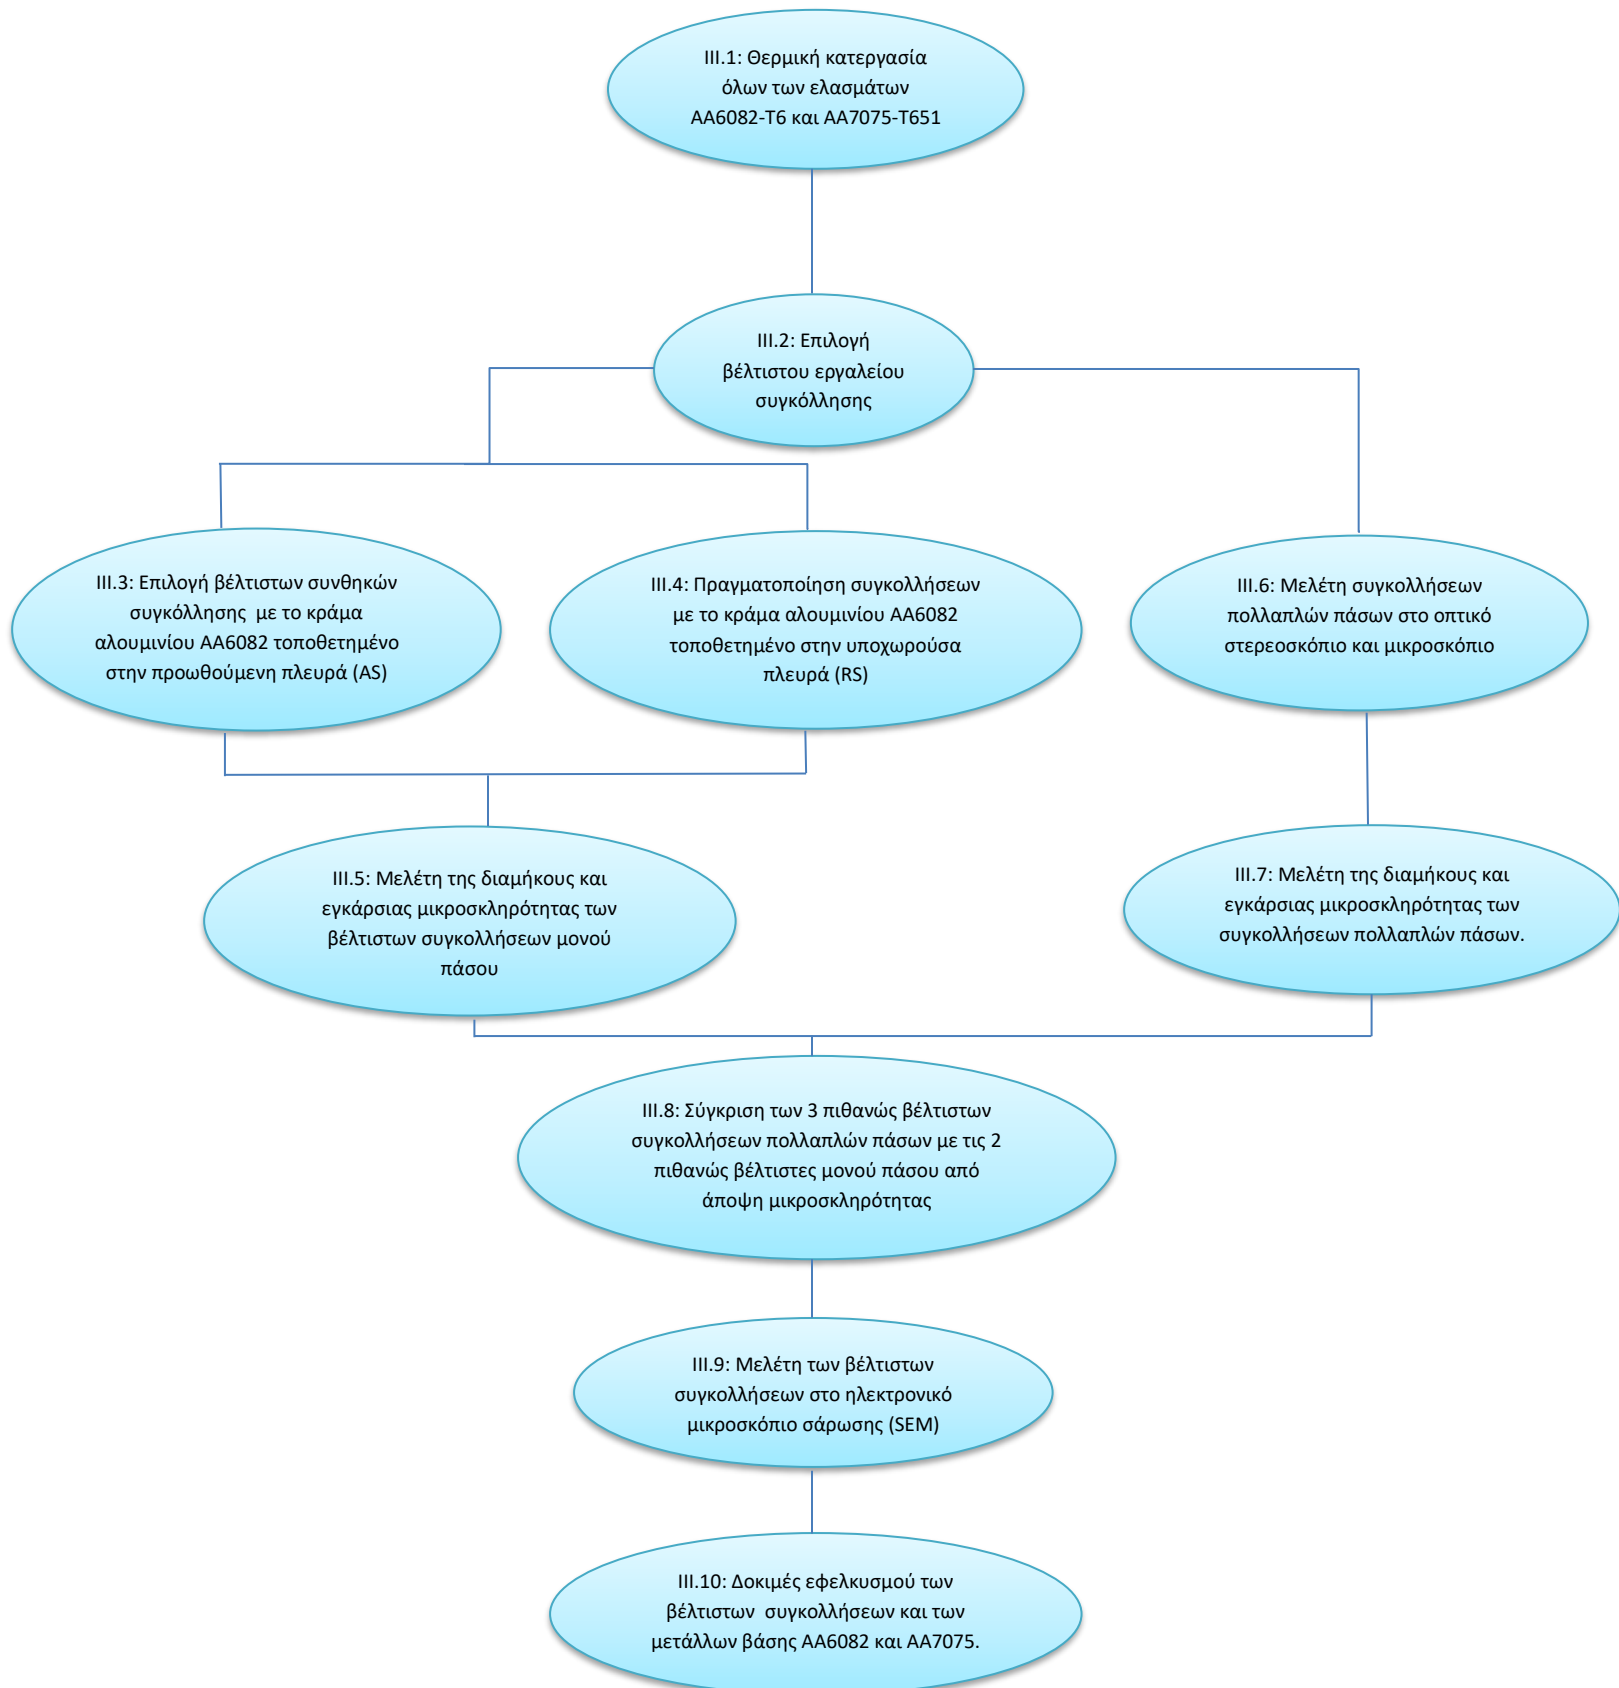 III.1: Θερμική κατεργασία
όλων των ελασμάτων
AA6082-T6 και AA7075-T651
III.2: Επιλογή
βέλτιστου εργαλείου
συγκόλλησης
III.3: Επιλογή βέλτιστων συνθηκών
συγκόλλησης με το κράμα
αλουμινίου AA6082 τοποθετημένο
στην προωθούμενη πλευρά (AS)
III.4: Πραγματοποίηση συγκολλήσεων
με το κράμα αλουμινίου AA6082
τοποθετημένο στην υποχωρούσα
πλευρά (RS)
III.6: Μελέτη συγκολλήσεων
πολλαπλών πάσων στο οπτικό
στερεοσκόπιο και μικροσκόπιο
III.5: Μελέτη της διαμήκους και
εγκάρσιας μικροσκληρότητας των
βέλτιστων συγκολλήσεων μονού
πάσου
III.7: Μελέτη της διαμήκους και
εγκάρσιας μικροσκληρότητας των
συγκολλήσεων πολλαπλών πάσων.
III.8: Σύγκριση των 3 πιθανώς βέλτιστων
συγκολλήσεων πολλαπλών πάσων με τις 2
πιθανώς βέλτιστες μονού πάσου από
άποψη μικροσκληρότητας
III.9: Μελέτη των βέλτιστων
συγκολλήσεων στο ηλεκτρονικό
μικροσκόπιο σάρωσης (SEM)
III.10: Δοκιμές εφελκυσμού των
βέλτιστων συγκολλήσεων και των
μετάλλων βάσης AA6082 και AA7075.